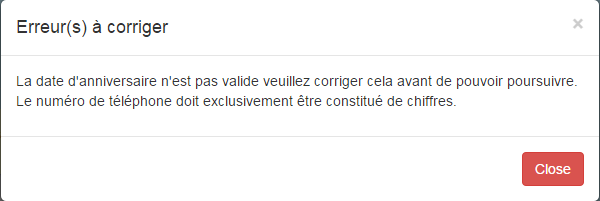 Erreur(s) à corriger
×
La date d'anniversaire n'est pas valide veuillez corriger cela avant de pouvoir poursuivre.
Le numéro de téléphone doit exclusivement être constitué de chiffres.
Close